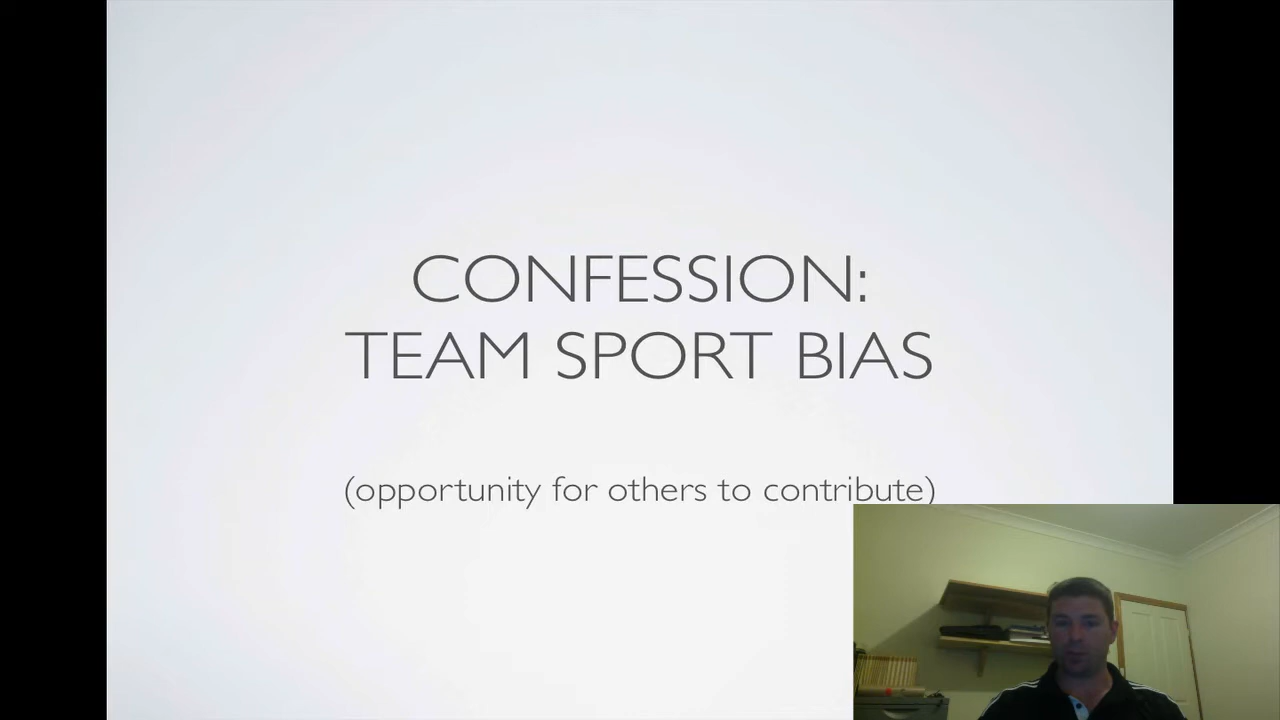 CONFESSION:
TEAM SPORT BIAS
(opportunity for others to contribute)